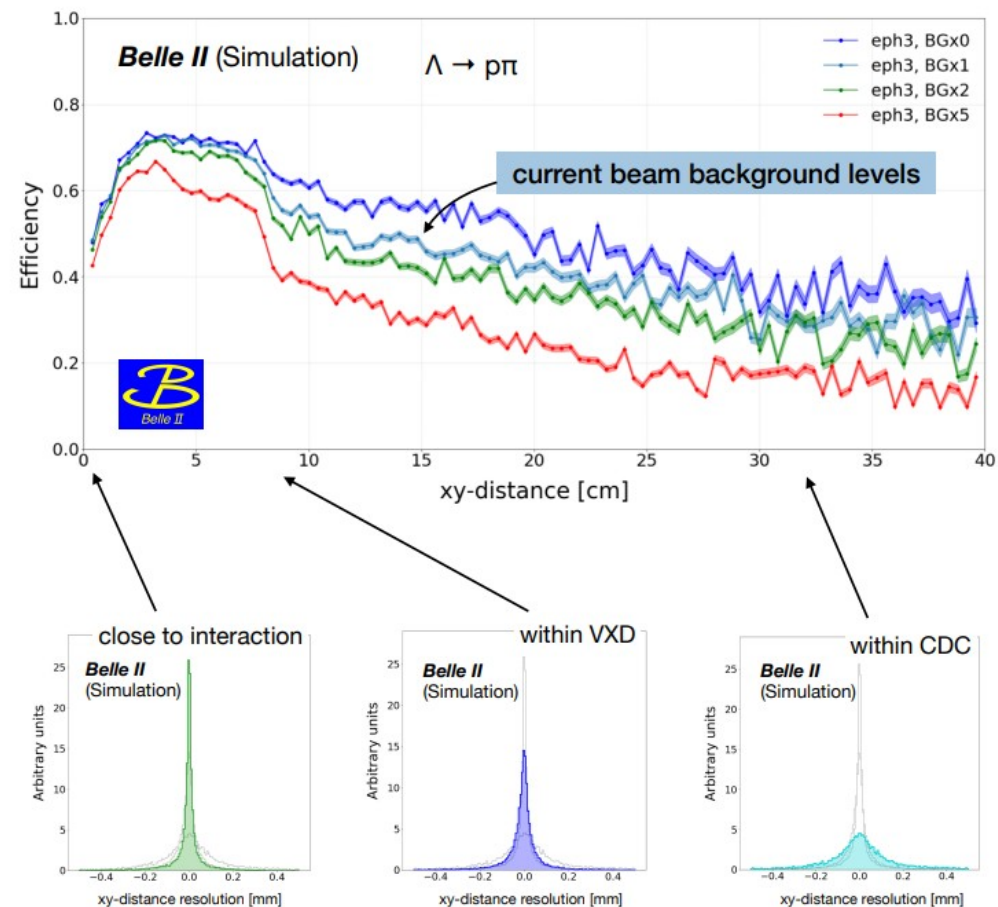 1.0
0.8
0.6
0.4
0.2
0.0
Efficiency
Belle II (Simulation)
Λ → pπ
eph3, BGx0
eph3, BGx1
eph3, BGx2
eph3, BGx5
current beam background levels
B
Belle II
0 5 10 15 20 25 30 35 40
xy-distance [cm]
close to interaction
Belle II
(Simulation)
Arbitrary units
25
20
15
10
5
0
−0.4 −0.2 0.0 0.2 0.4
xy-distance resolution [mm]
within VXD
Belle II
(Simulation)
Arbitrary units
25
20
15
10
5
0
−0.4 −0.2 0.0 0.2 0.4
xy-distance resolution [mm]
within CDC
Belle II
(Simulation)
Arbitrary units
25
20
15
10
5
0
−0.4 −0.2 0.0 0.2 0.4
xy-distance resolution [mm]